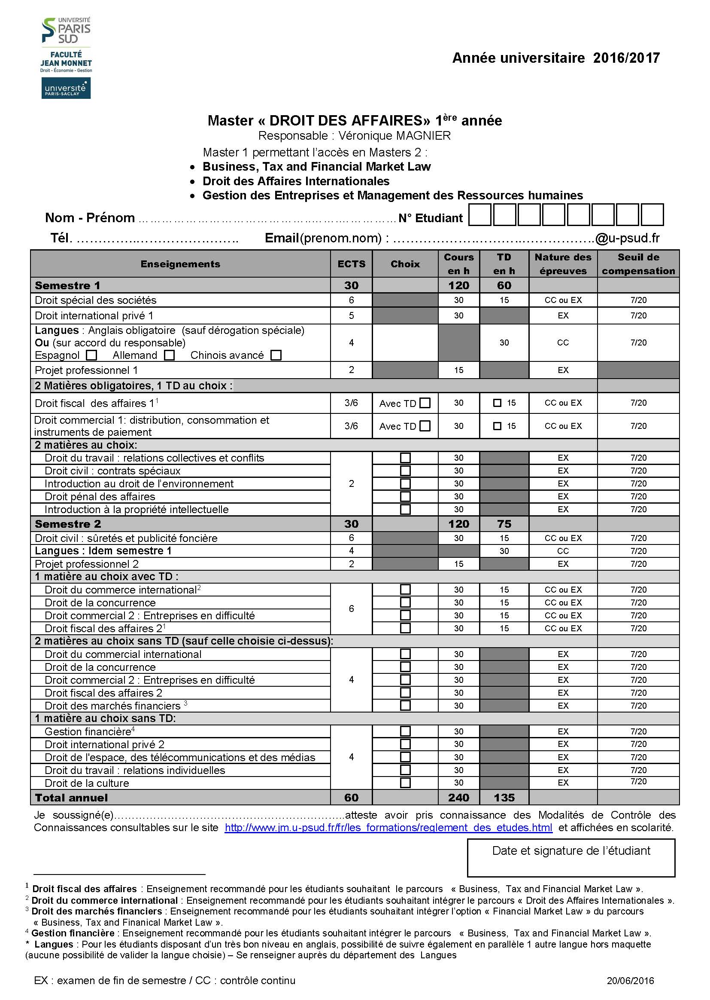 UNIVERSITÉ
PARIS
SUD
FACULTÉ
JEAN MONNET
Droit - Économie - Gestion
université
PARIS-SACLAY
Année universitaire 2016/2017
Master « DROIT DES AFFAIRES» 1ère année
Responsable : Véronique MAGNIER
Master 1 permettant l'accès en Masters 2 :
• Business, Tax and Financial Market Law
• Droit des Affaires Internationales
• Gestion des Entreprises et Management des Ressources humaines
Nom - Prénom ………………………………………………………… N° Etudiant
Tél. ………………………………… Email(prenom.nom) : …………………………………………@u-psud.fr
Enseignements ECTS Choix Cours en h TD en h Nature des épreuves Seuil de compensation
Semestre 1 30 120 60
Droit spécial des sociétés 6 30 15 CC ou EX 7/20
Droit international privé 1 5 30 EX 7/20
Langues : Anglais obligatoire (sauf dérogation spéciale)
Ou (sur accord du responsable) 4 30 CC 7/20
Espagnol ☐ Allemand ☐ Chinois avancé ☐
Projet professionnel 1 2 15 EX
2 Matières obligatoires, 1 TD au choix :
Droit fiscal des affaires 1¹ 3/6 Avec TD ☐ 30 ☐ 15 CC ou EX 7/20
Droit commercial 1: distribution, consommation et
instruments de paiement 3/6 Avec TD ☐ 30 ☐ 15 CC ou EX 7/20
2 matières au choix:
Droit du travail : relations collectives et conflits ☐ 30 EX 7/20
Droit civil : contrats spéciaux ☐ 30 EX 7/20
Introduction au droit de l'environnement 2 ☐ 30 EX 7/20
Droit pénal des affaires ☐ 30 EX 7/20
Introduction à la propriété intellectuelle ☐ 30 EX 7/20
Semestre 2 30 120 75
Droit civil : sûretés et publicité foncière 6 30 15 CC ou EX 7/20
Langues : Idem semestre 1 4 30 CC 7/20
Projet professionnel 2 2 15 EX 7/20
1 matière au choix avec TD :
Droit du commerce international² ☐ 30 15 CC ou EX 7/20
Droit de la concurrence ☐ 30 15 CC ou EX 7/20
6
Droit commercial 2 : Entreprises en difficulté ☐ 30 15 CC ou EX 7/20
Droit fiscal des affaires 2¹ ☐ 30 15 CC ou EX 7/20
2 matières au choix sans TD (sauf celle choisie ci-dessus):
Droit du commercial international ☐ 30 EX 7/20
Droit de la concurrence ☐ 30 EX 7/20
Droit commercial 2 : Entreprises en difficulté 4 ☐ 30 EX 7/20
Droit fiscal des affaires 2 ☐ 30 EX 7/20
Droit des marchés financiers ³ ☐ 30 EX 7/20
1 matière au choix sans TD:
Gestion financière⁴ ☐ 30 EX 7/20
Droit international privé 2 ☐ 30 EX 7/20
Droit de l'espace, des télécommunications et des médias 4 ☐ 30 EX 7/20
Droit du travail : relations individuelles ☐ 30 EX 7/20
Droit de la culture ☐ 30 EX 7/20
Total annuel 60 240 135
Je soussigné(e)………………………………………………………..atteste avoir pris connaissance des Modalités de Contrôle des
Connaissances consultables sur le site http://www.jm.u-psud.fr/fr/les_formations/reglement_des_etudes.html et affichées en scolarité.
Date et signature de l'étudiant
¹ Droit fiscal des affaires : Enseignement recommandé pour les étudiants souhaitant le parcours « Business, Tax and Financial Market Law ».
² Droit du commerce international : Enseignement recommandé pour les étudiants souhaitant intégrer le parcours « Droit des Affaires Internationales ».
³ Droit des marchés financiers : Enseignement recommandé pour les étudiants souhaitant intégrer l'option « Financial Market Law » du parcours
« Business, Tax and Finanical Market Law ».
⁴ Gestion financière : Enseignement recommandé pour les étudiants souhaitant intégrer le parcours « Business, Tax and Financial Market Law ».
* Langues : Pour les étudiants disposant d'un très bon niveau en anglais, possibilité de suivre également en parallèle 1 autre langue hors maquette
(aucune possibilité de valider la langue choisie) – Se renseigner auprès du département des Langues
EX : examen de fin de semestre / CC : contrôle continu 20/06/2016